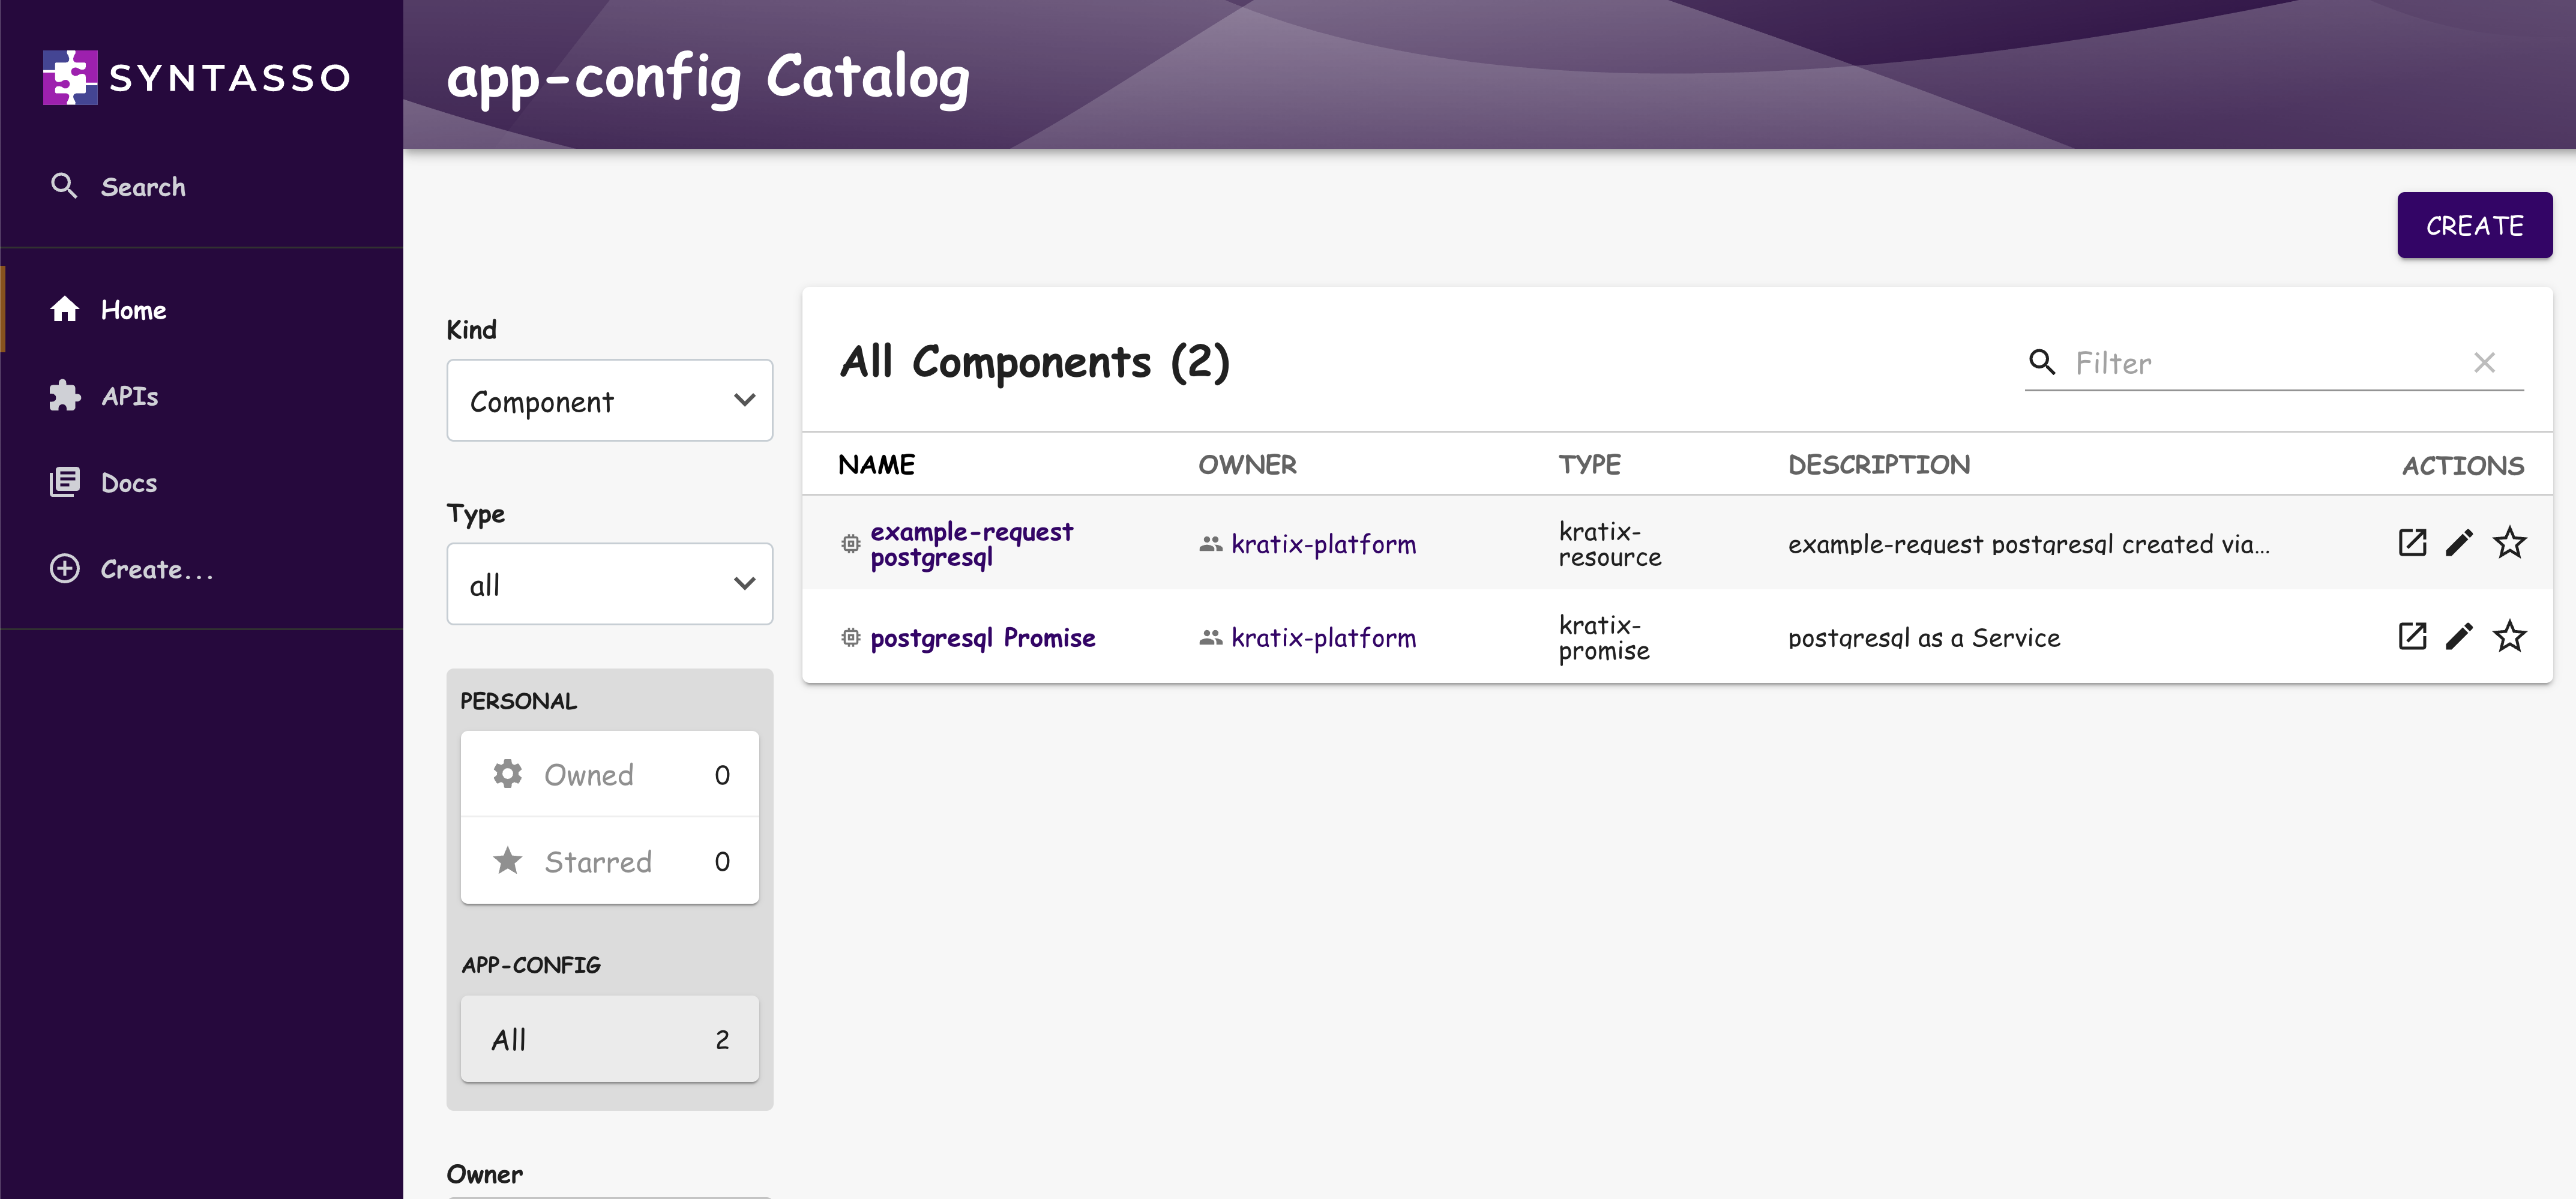 SYNTASSO
Search
Home
APIs
Docs
Create...
app-config Catalog
CREATE
Kind
Component
Type
all
PERSONAL
Owned 0
Starred 0
APP-CONFIG
All 2
Owner
All Components (2)
Filter
NAME OWNER TYPE DESCRIPTION ACTIONS
example-request
postgresql
kratix-platform
kratix-
resource
example-request postgresql created via...
postgresql Promise
kratix-platform
kratix-
promise
postgresql as a Service